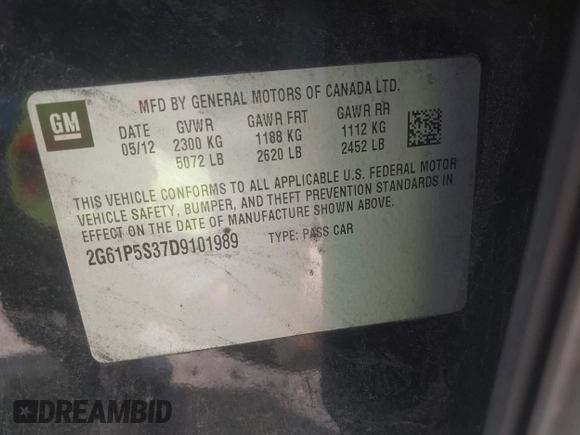 MFD BY GENERAL MOTORS OF CANADA LTD.
GM
DATE GVWR GAWR FRT GAWR RR
05/12 2300 KG 1188 KG 1112 KG
5072 LB 2620 LB 2452 LB
THIS VEHICLE CONFORMS TO ALL APPLICABLE U.S. FEDERAL MOTOR
VEHICLE SAFETY, BUMPER, AND THEFT PREVENTION STANDARDS IN
EFFECT ON THE DATE OF MANUFACTURE SHOWN ABOVE.
2G61P5S37D9101989 TYPE: PASS CAR
DREAMBID